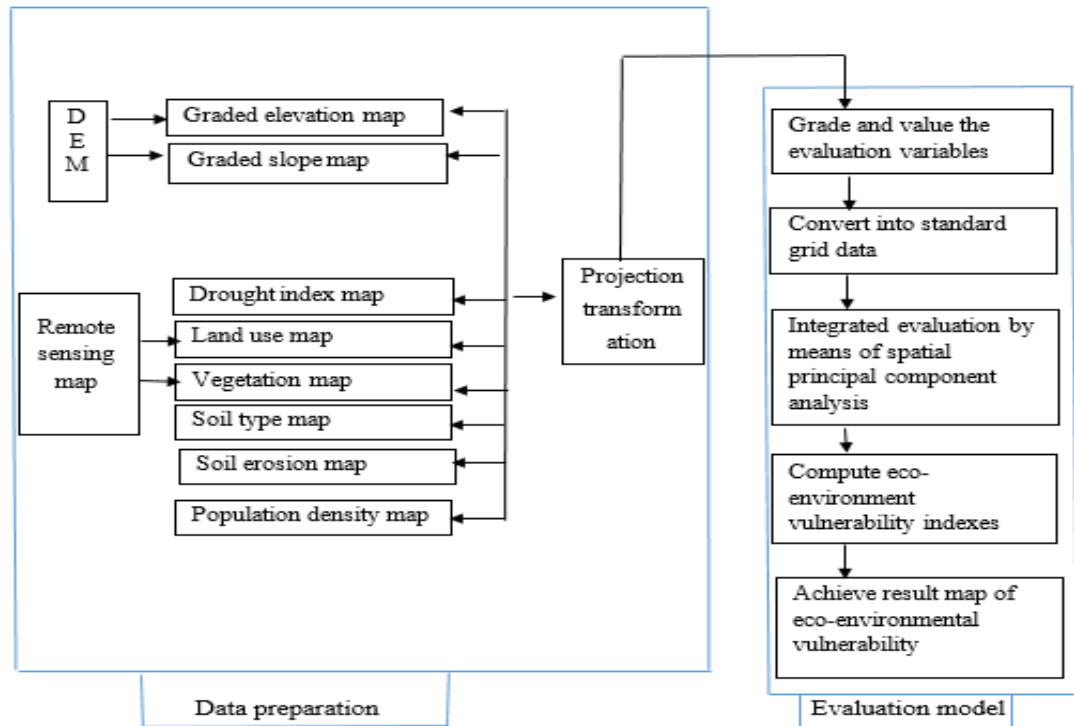 D
E
M
Graded elevation map
Graded slope map
Remote
sensing
map
Drought index map
Land use map
Vegetation map
Soil type map
Soil erosion map
Population density map
Projection
transform
ation
Data preparation
Grade and value the
evaluation variables
Convert into standard
grid data
Integrated evaluation by
means of spatial
principal component
analysis
Compute eco-
environment
vulnerability indexes
Achieve result map of
eco-environmental
vulnerability
Evaluation model